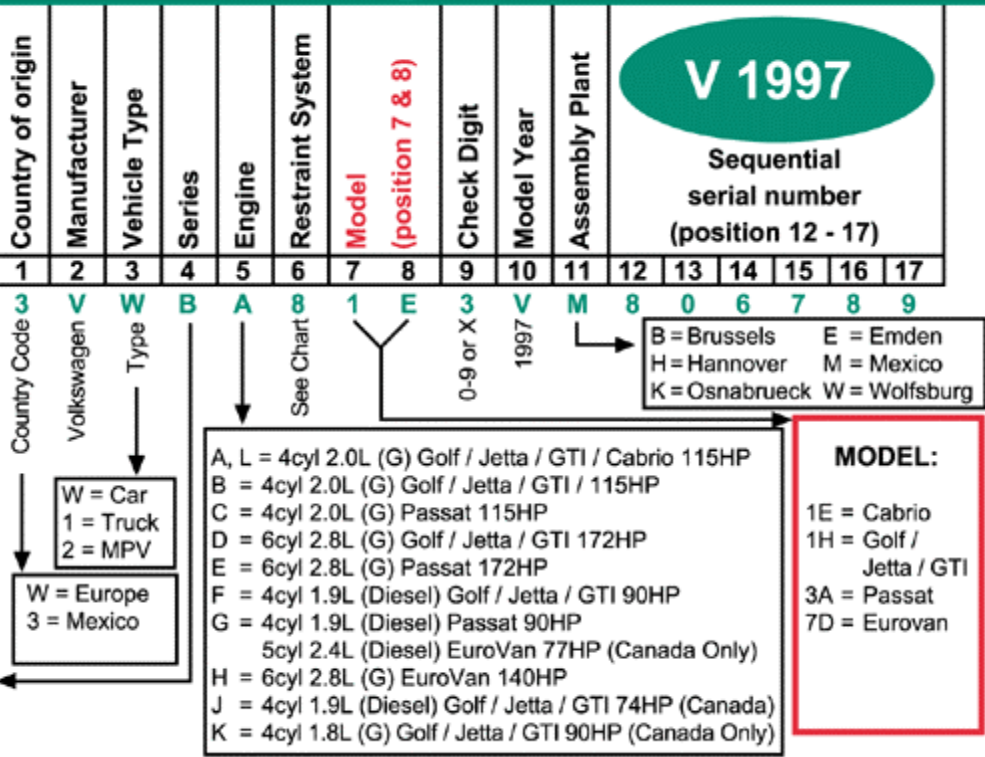 Country of origin
Manufacturer
Vehicle Type
Series
Engine
Restraint System
Model
(position 7 & 8)
Check Digit
Model Year
Assembly Plant
V 1997
Sequential
serial number
(position 12 - 17)
1 2 3 4 5 6 7 8 9 10 11 12 13 14 15 16 17
3 V W B A 8 1 E 3 V M 8 0 6 7 8 9
Country Code
Volkswagen
Type
See Chart
0-9 or X
1997
B = Brussels E = Emden
H = Hannover M = Mexico
K = Osnabrueck W = Wolfsburg
W = Car
1 = Truck
2 = MPV
W = Europe
3 = Mexico
A, L = 4cyl 2.0L (G) Golf / Jetta / GTI / Cabrio 115HP
B = 4cyl 2.0L (G) Golf / Jetta / GTI / 115HP
C = 4cyl 2.0L (G) Passat 115HP
D = 6cyl 2.8L (G) Golf / Jetta / GTI 172HP
E = 6cyl 2.8L (G) Passat 172HP
F = 4cyl 1.9L (Diesel) Golf / Jetta / GTI 90HP
G = 4cyl 1.9L (Diesel) Passat 90HP
5cyl 2.4L (Diesel) EuroVan 77HP (Canada Only)
H = 6cyl 2.8L (G) EuroVan 140HP
J = 4cyl 1.9L (Diesel) Golf / Jetta / GTI 74HP (Canada)
K = 4cyl 1.8L (G) Golf / Jetta / GTI 90HP (Canada Only)
MODEL:
1E = Cabrio
1H = Golf /
Jetta / GTI
3A = Passat
7D = Eurovan